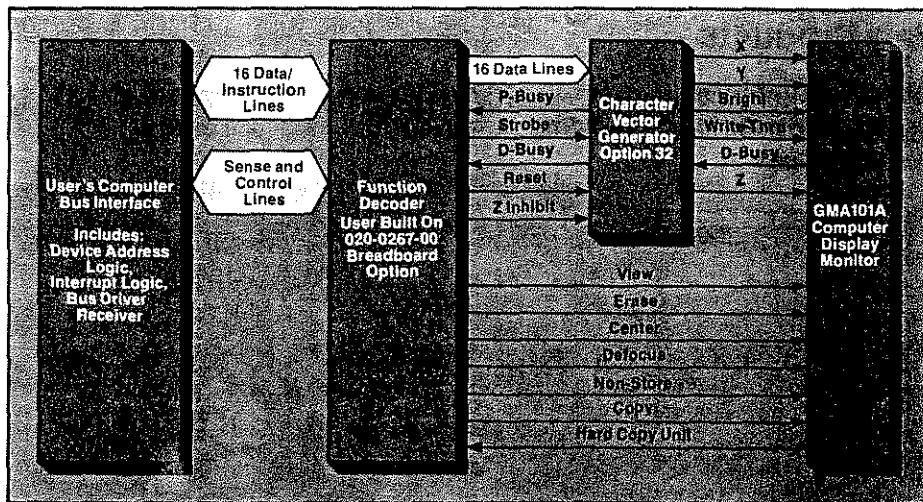 User's Computer
Bus Interface
Includes:
Device Address
Logic,
Interrupt Logic,
Bus Driver
Receiver
16 Data/
Instruction
Lines
Sense and
Control
Lines
Function
Decoder
User Built On
020-0267-00
Breadboard
Option
16 Data Lines
P-Busy
Strobe
D-Busy
Reset
Z Inhibit
Character
Vector
Generator
Option 32
X
Y
Bright
Write-Thru
D-Busy
Z
View
Erase
Center
Defocus
Non-Store
Copy
Hard Copy Unit
GMA101A
Computer
Display
Monitor